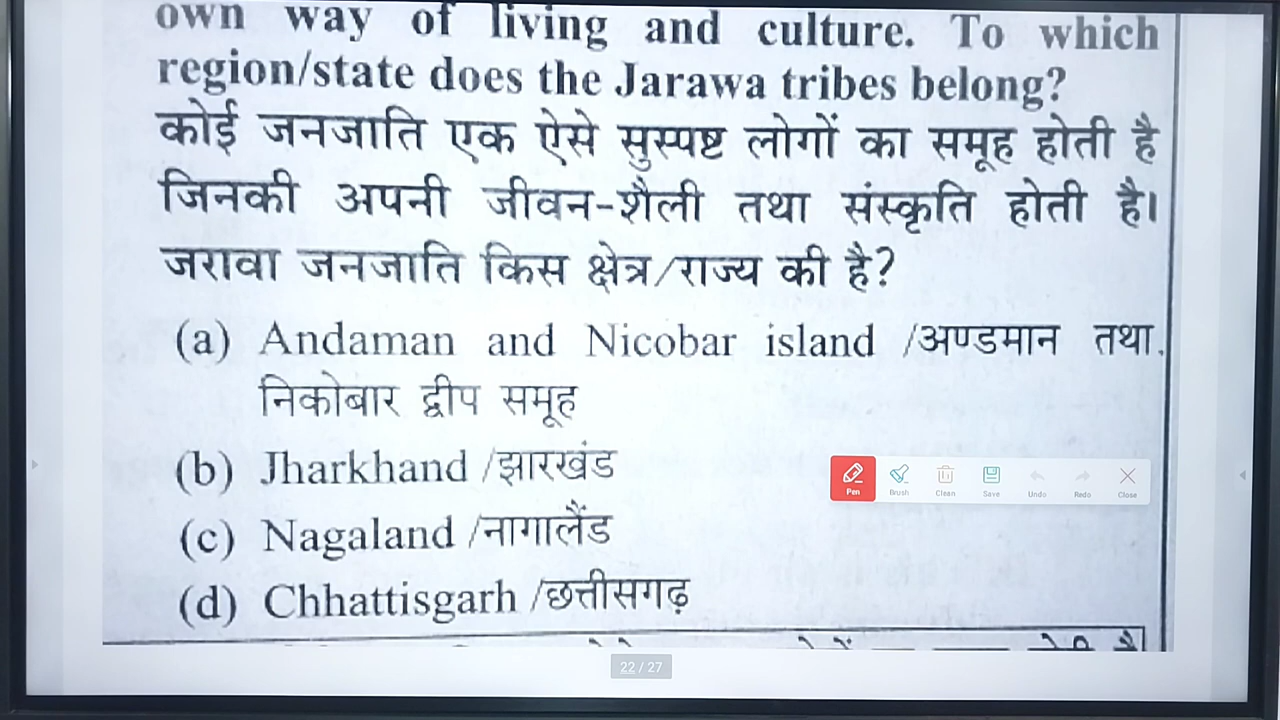 own way of living and culture. To which
region/state does the Jarawa tribes belong?
कोई जनजाति एक ऐसे सुस्पष्ट लोगों का समूह होती है
जिनकी अपनी जीवन-शैली तथा संस्कृति होती है।
जरावा जनजाति किस क्षेत्र/राज्य की है?
(a) Andaman and Nicobar island /अण्डमान तथा
निकोबार द्वीप समूह
(b) Jharkhand /झारखंड
(c) Nagaland /नागालैंड
(d) Chhattisgarh /छत्तीसगढ़
Pen Brush Clean Save Undo Redo Close
22 / 27